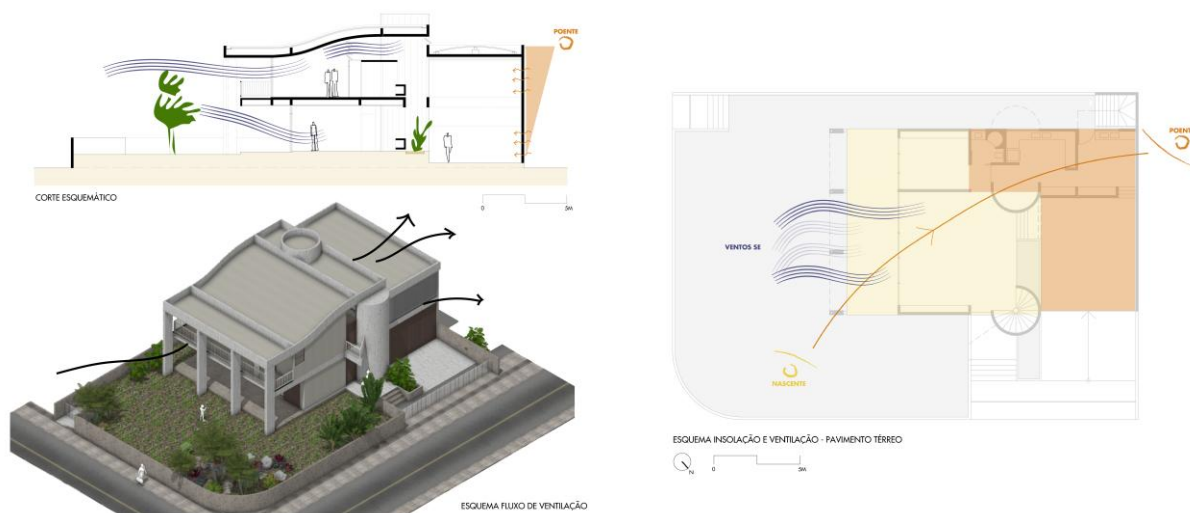 POENTE
CORTE ESQUEMÁTICO
0 5M
ESQUEMA FLUXO DE VENTILAÇÃO
POENTE
VENTOS SE
NASCENTE
ESQUEMA INSOLAÇÃO E VENTILAÇÃO - PAVIMENTO TÉRREO
N 0 5M